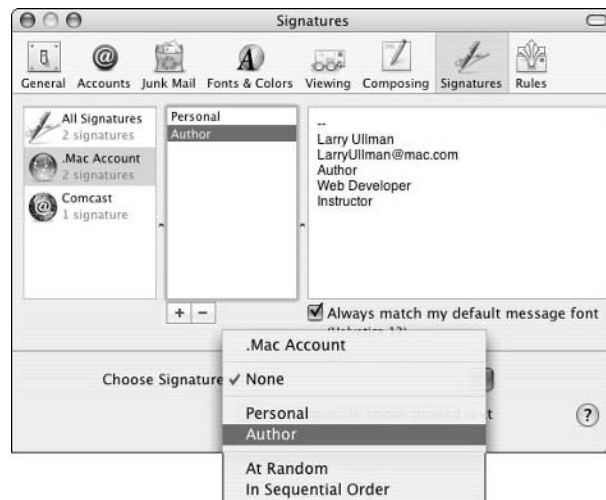 Signatures
General Accounts Junk Mail Fonts & Colors Viewing Composing Signatures Rules
All Signatures
2 signatures
.Mac Account
2 signatures
Comcast
1 signature
Personal
Author
--
Larry Ullman
LarryUllman@mac.com
Author
Web Developer
Instructor
+ −
Always match my default message font
Choose Signature
.Mac Account
✓ None
Personal
Author
At Random
In Sequential Order
?